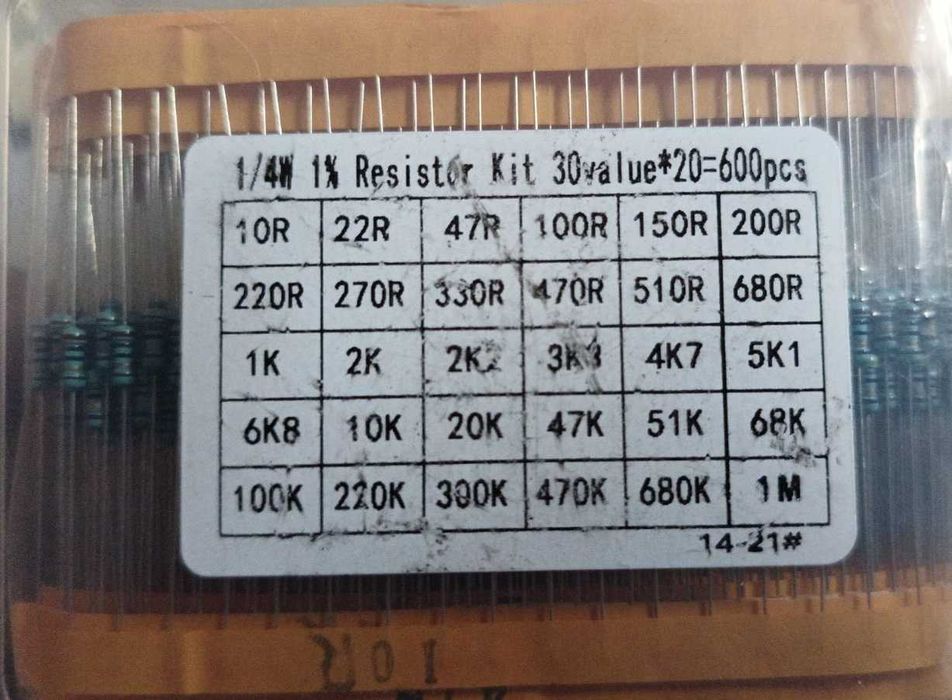 1/4W 1% Resistor Kit 30value*20=600pcs
10R 22R 47R 100R 150R 200R
220R 270R 330R 470R 510R 680R
1K 2K 2K2 3K3 4K7 5K1
6K8 10K 20K 47K 51K 68K
100K 220K 300K 470K 680K 1M
14-21#
10R